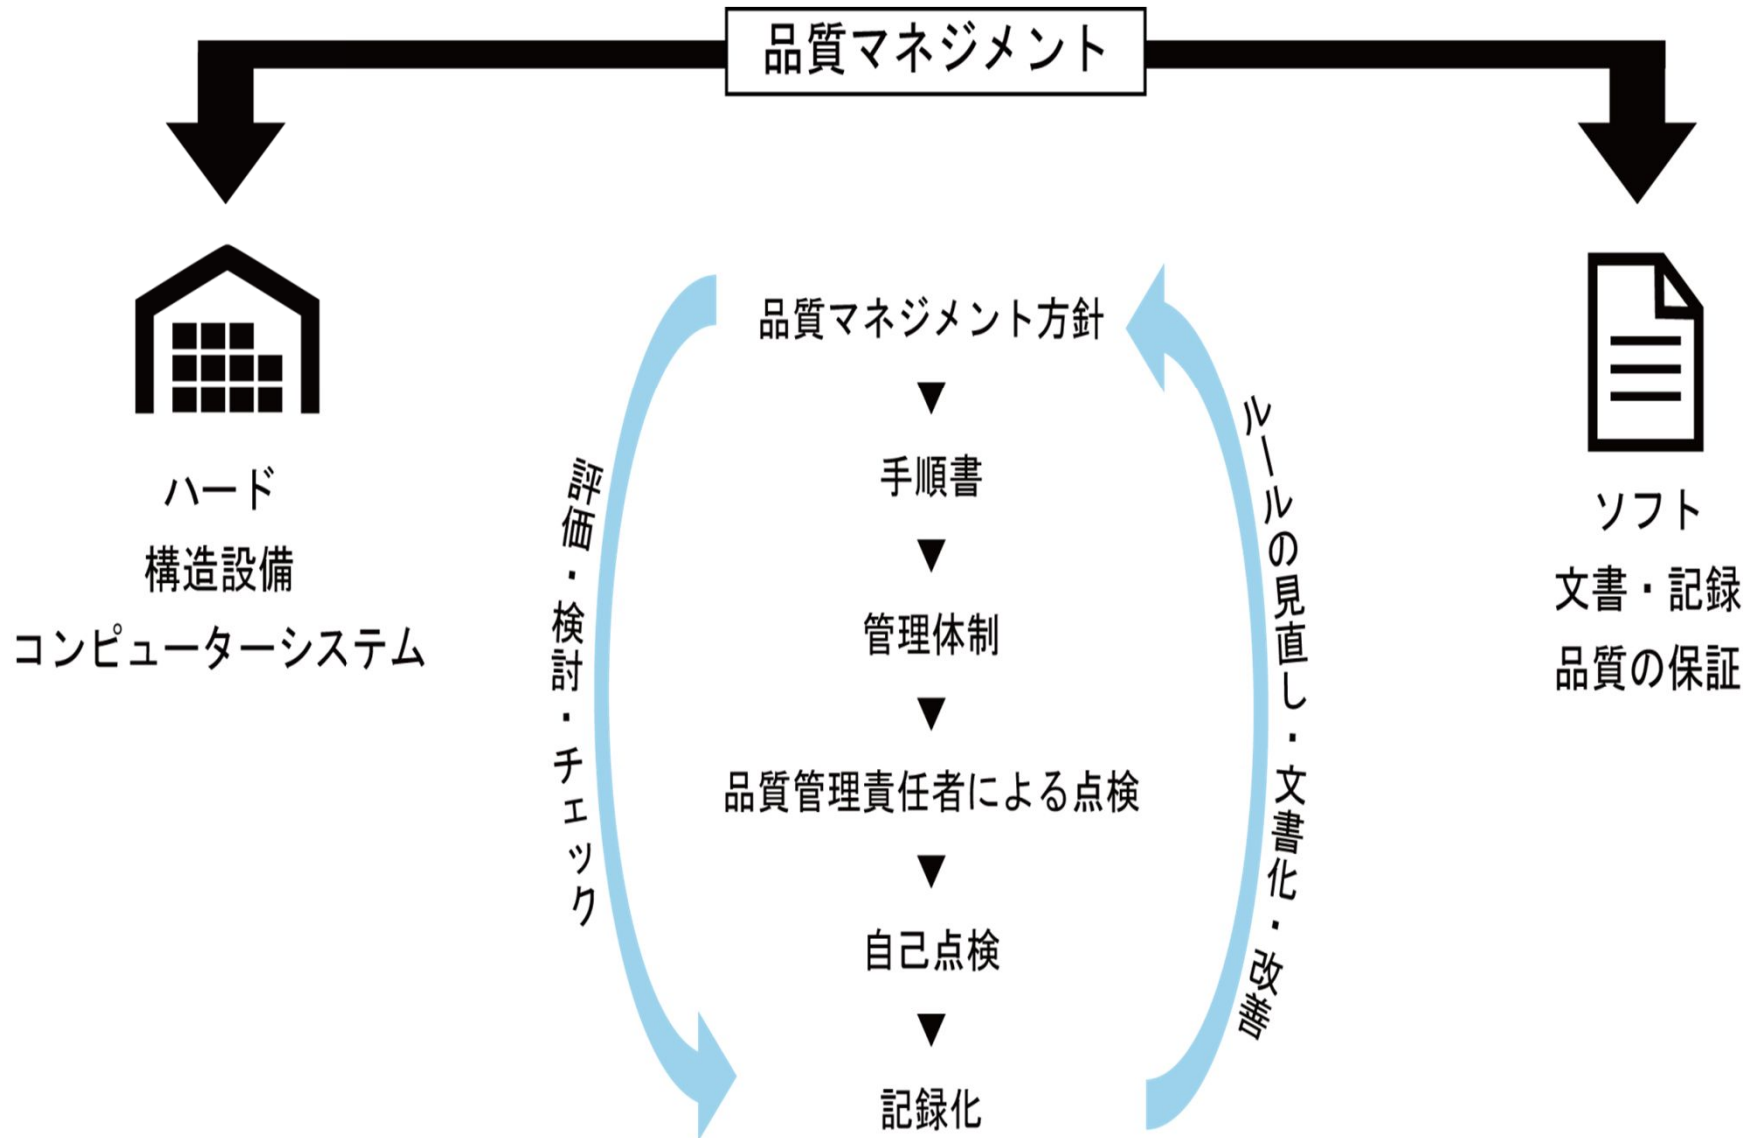 品質マネジメント
ハード
構造設備
コンピューターシステム
評価・検討・チェック
品質マネジメント方針
▼
手順書
▼
管理体制
▼
品質管理責任者による点検
▼
自己点検
▼
記録化
ルールの見直し・文書化・改善
ソフト
文書・記録
品質の保証